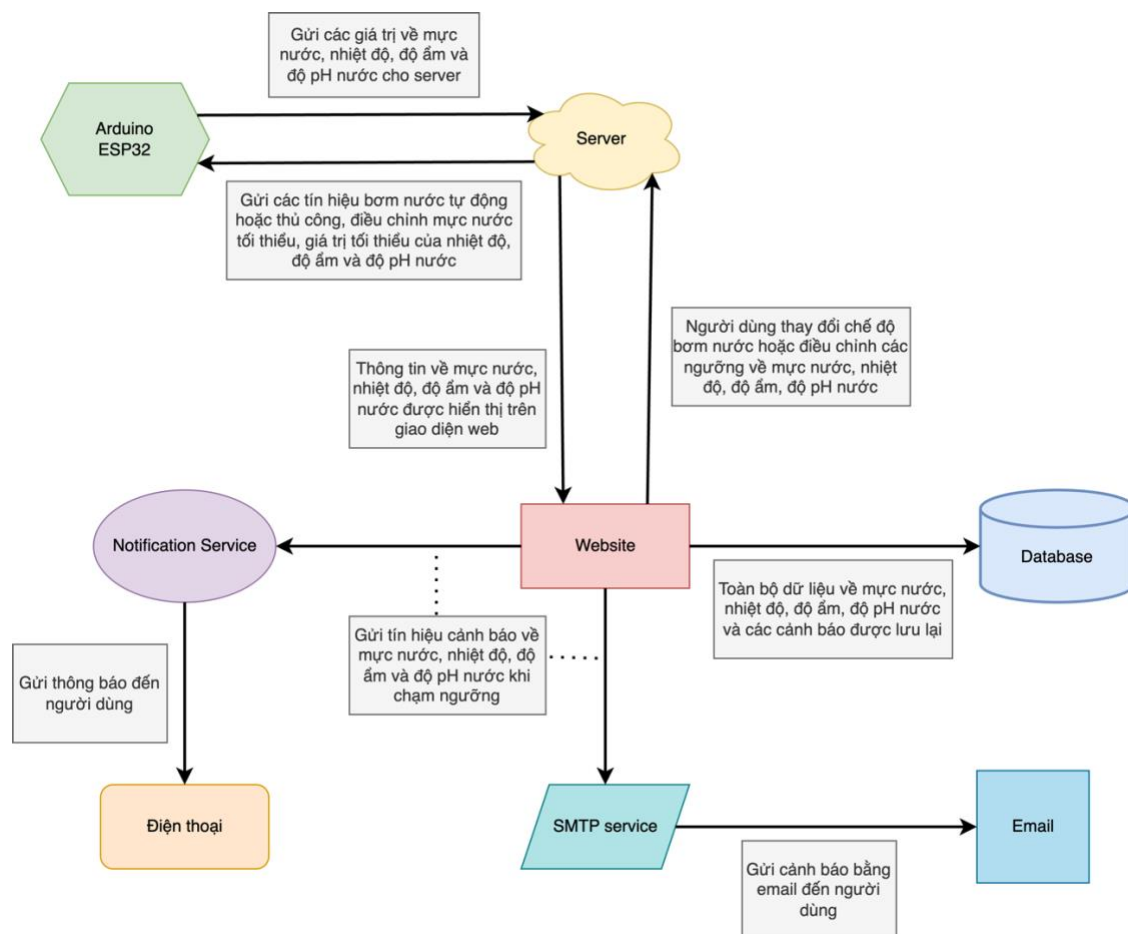 Gửi các giá trị về mực
nước, nhiệt độ, độ ẩm và
độ pH nước cho server
Arduino
ESP32
Server
Gửi các tín hiệu bơm nước tự động
hoặc thủ công, điều chỉnh mực nước
tối thiểu, giá trị tối thiểu của nhiệt độ,
độ ẩm và độ pH nước
Người dùng thay đổi chế độ
bơm nước hoặc điều chỉnh các
ngưỡng về mực nước, nhiệt
độ, độ ẩm, độ pH nước
Thông tin về mực nước,
nhiệt độ, độ ẩm và độ pH
nước được hiển thị trên
giao diện web
Notification Service
Website
Database
Toàn bộ dữ liệu về mực nước,
nhiệt độ, độ ẩm, độ pH nước
và các cảnh báo được lưu lại
Gửi tín hiệu cảnh báo về
mực nước, nhiệt độ, độ
ẩm và độ pH nước khi
chạm ngưỡng
Gửi thông báo đến
người dùng
Điện thoại
SMTP service
Email
Gửi cảnh báo bằng
email đến người
dùng